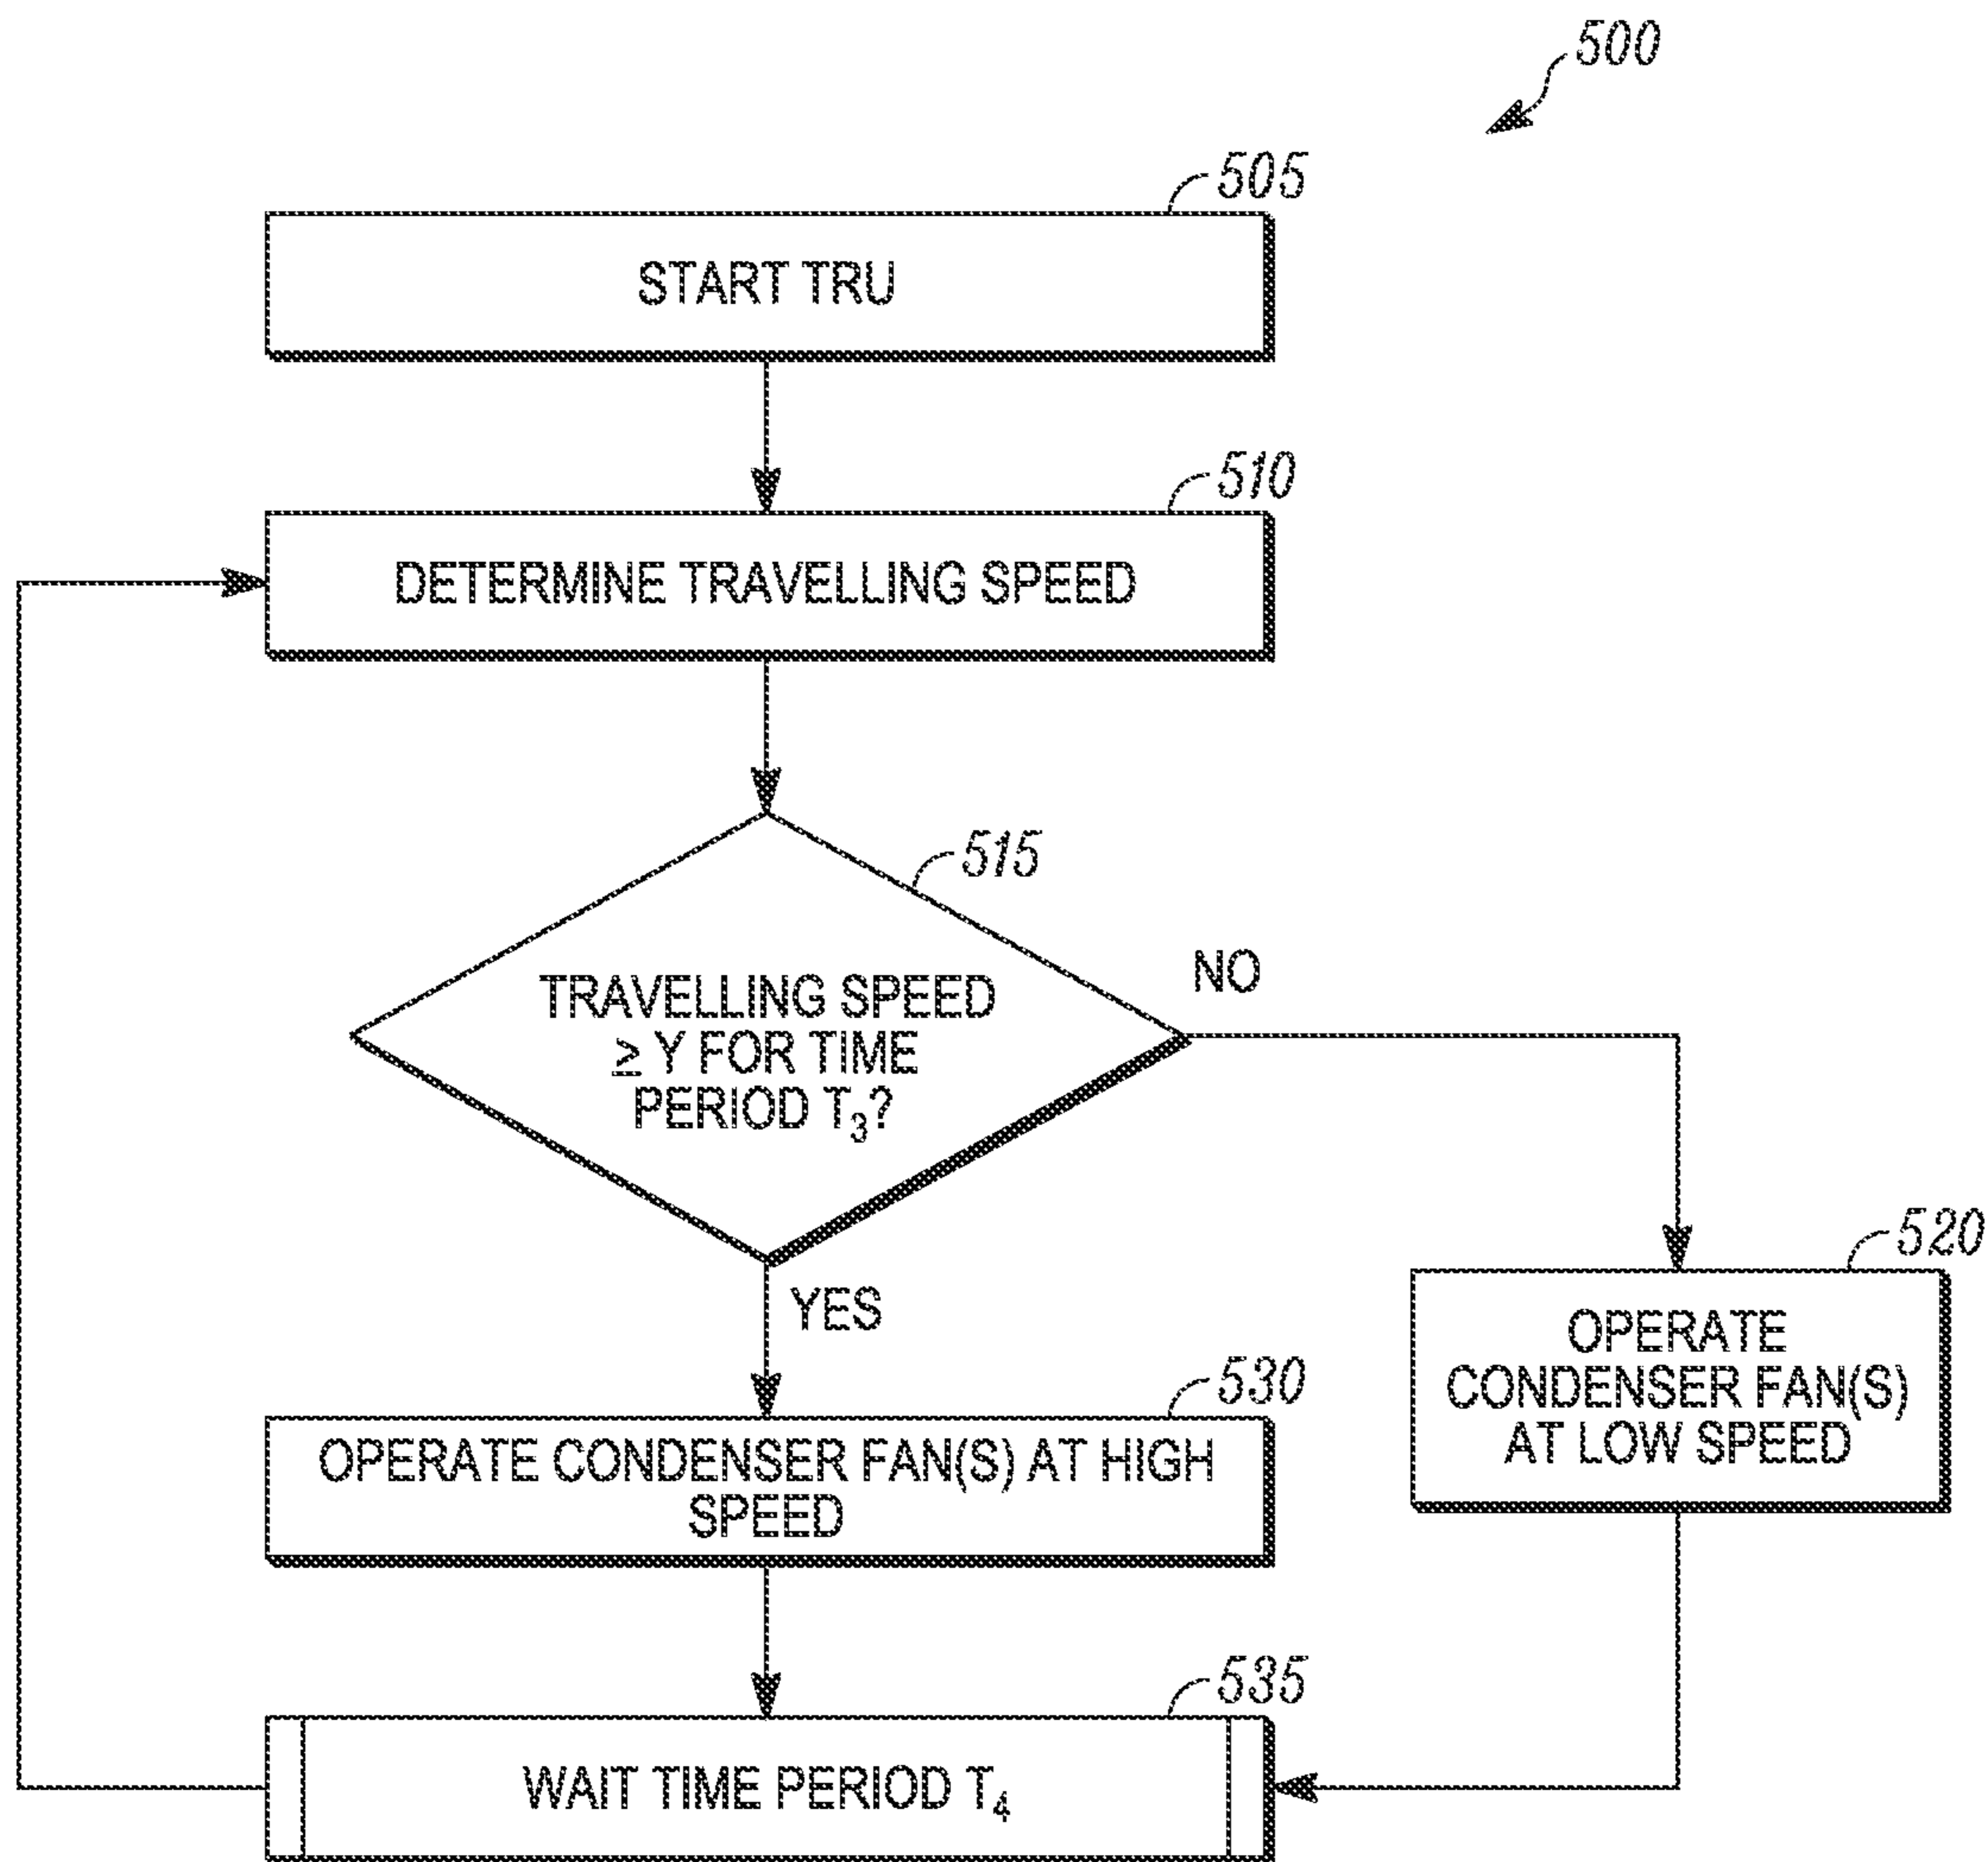 500
505
START TRU
510
DETERMINE TRAVELLING SPEED
515
TRAVELLING SPEED
≥ Y FOR TIME
PERIOD T₃?
NO
YES
520
OPERATE
CONDENSER FAN(S)
AT LOW SPEED
530
OPERATE CONDENSER FAN(S) AT HIGH
SPEED
535
WAIT TIME PERIOD T₄